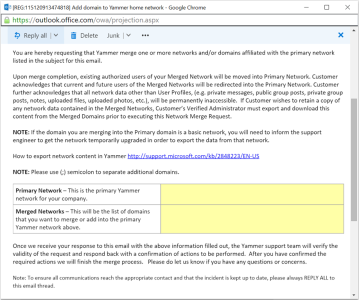 [REG:115120913474818] Add domain to Yammer home network - Google Chrome
https://outlook.office.com/owa/projection.aspx
Reply all
Delete
Junk
You are hereby requesting that Yammer merge one or more networks and/or domains affiliated with the primary network
listed in the subject for this email.
Upon merge completion, existing authorized users of your Merged Network will be moved into Primary Network. Customer
acknowledges that current and future users of the Merged Networks will be redirected into the Primary Network. Customer
further acknowledges that all network data other than User Profiles, (e.g. private messages, public group posts, private group
posts, notes, uploaded files, uploaded photos, etc.), will be permanently inaccessible. If Customer wishes to retain a copy of
any network data contained in the Merged Networks, Customer's Verified Administrator must export and download this
content from the Merged Domains prior to executing this Network Merge Request.
NOTE: If the domain you are merging into the Primary domain is a basic network, you will need to inform the support
engineer to get the network temporarily upgraded in order to export the data from that network.
How to export network content in Yammer http://support.microsoft.com/kb/2848223/EN-US
NOTE: Please use (;) semicolon to separate additional domains.
Primary Network – This is the primary Yammer
network for your company.
Merged Networks – This will be the list of domains
that you want to merge or add into the primary
Yammer network above.
Once we receive your response to this email with the above information filled out, the Yammer support team will verify the
validity of the request and respond back with a confirmation of actions to be performed. After you have confirmed the
required actions we will finish the merge process. Please do let us know if you have any questions or concerns.
Note: To ensure all communications reach the appropriate contact and that the incident is kept up to date, please always REPLY ALL to
this email thread.